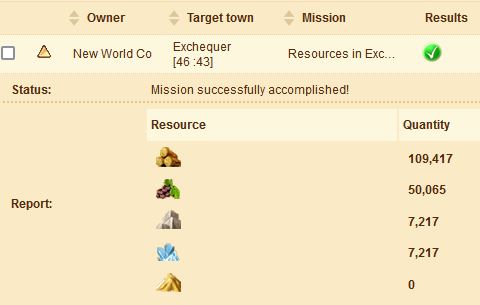 Owner Target town Mission Results
New World Co Exchequer [46 :43] Resources in Exc...
Status: Mission successfully accomplished!
Resource Quantity
109,417
50,065
Report: 7,217
7,217
0